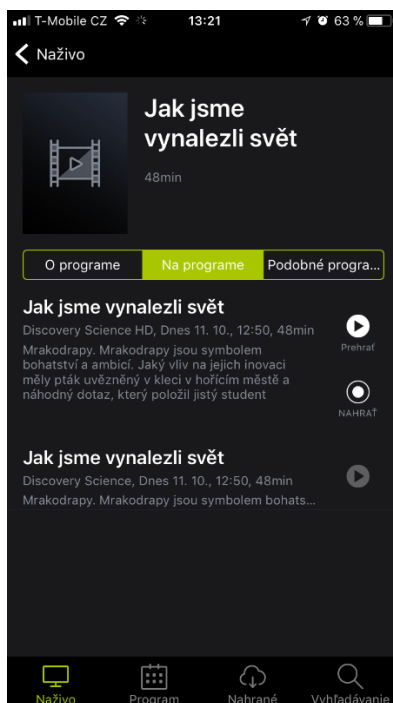 T-Mobile CZ 13:21 63 %
Naživo
Jak jsme
vynalezli svět
48min
O programe Na programe Podobné progra...
Jak jsme vynalezli svět
Discovery Science HD, Dnes 11. 10., 12:50, 48min
Mrakodrapy. Mrakodrapy jsou symbolem
bohatství a ambicí. Jaký vliv na jejich inovaci
měly pták uvězněný v kleci v hořícím městě a
náhodný dotaz, který položil jistý student
Prehrať
NAHRAŤ
Jak jsme vynalezli svět
Discovery Science, Dnes 11. 10., 12:50, 48min
Mrakodrapy. Mrakodrapy jsou symbolem bohats...
Naživo Program Nahrané Vyhľadávanie